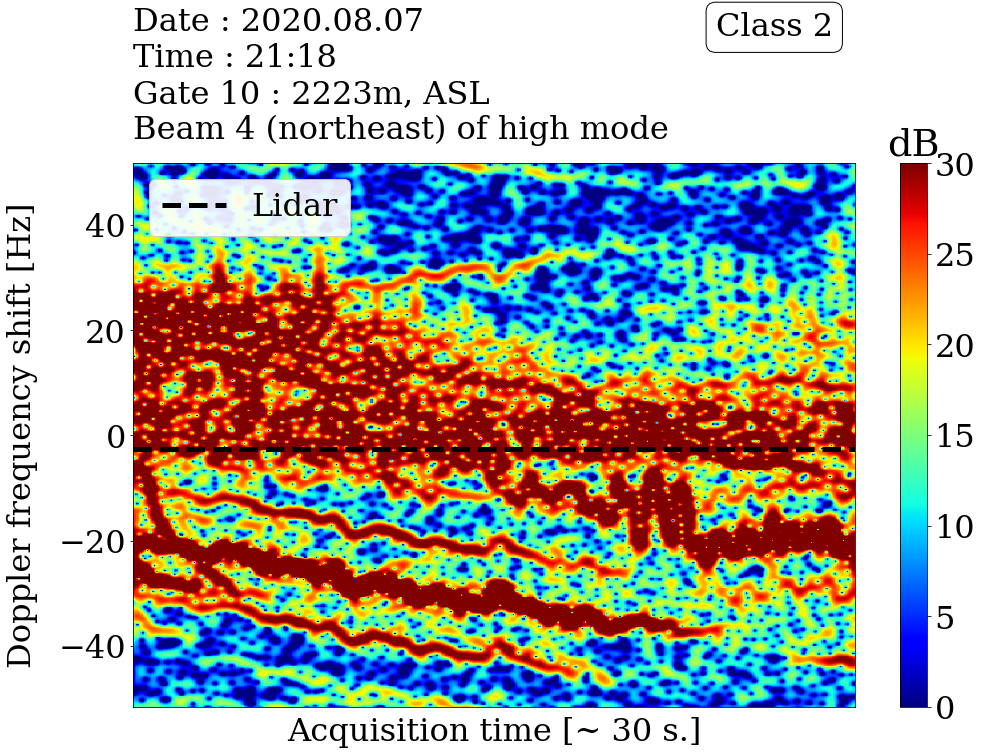 Date : 2020.08.07
Time : 21:18
Gate 10 : 2223m, ASL
Beam 4 (northeast) of high mode
Class 2
dB
Lidar
Doppler frequency shift [Hz]
40
20
0
−20
−40
Acquisition time [~ 30 s.]
30
25
20
15
10
5
0